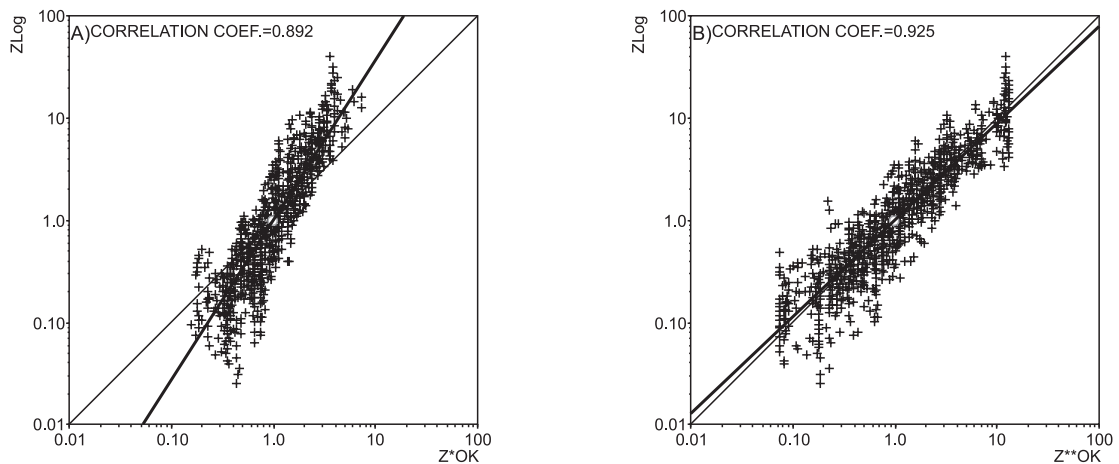 A)CORRELATION COEF.=0.892
ZLog
100
10
1.0
0.10
0.01
0.01 0.10 1.0 10 100
Z*OK
B)CORRELATION COEF.=0.925
ZLog
100
10
1.0
0.10
0.01
0.01 0.10 1.0 10 100
Z**OK